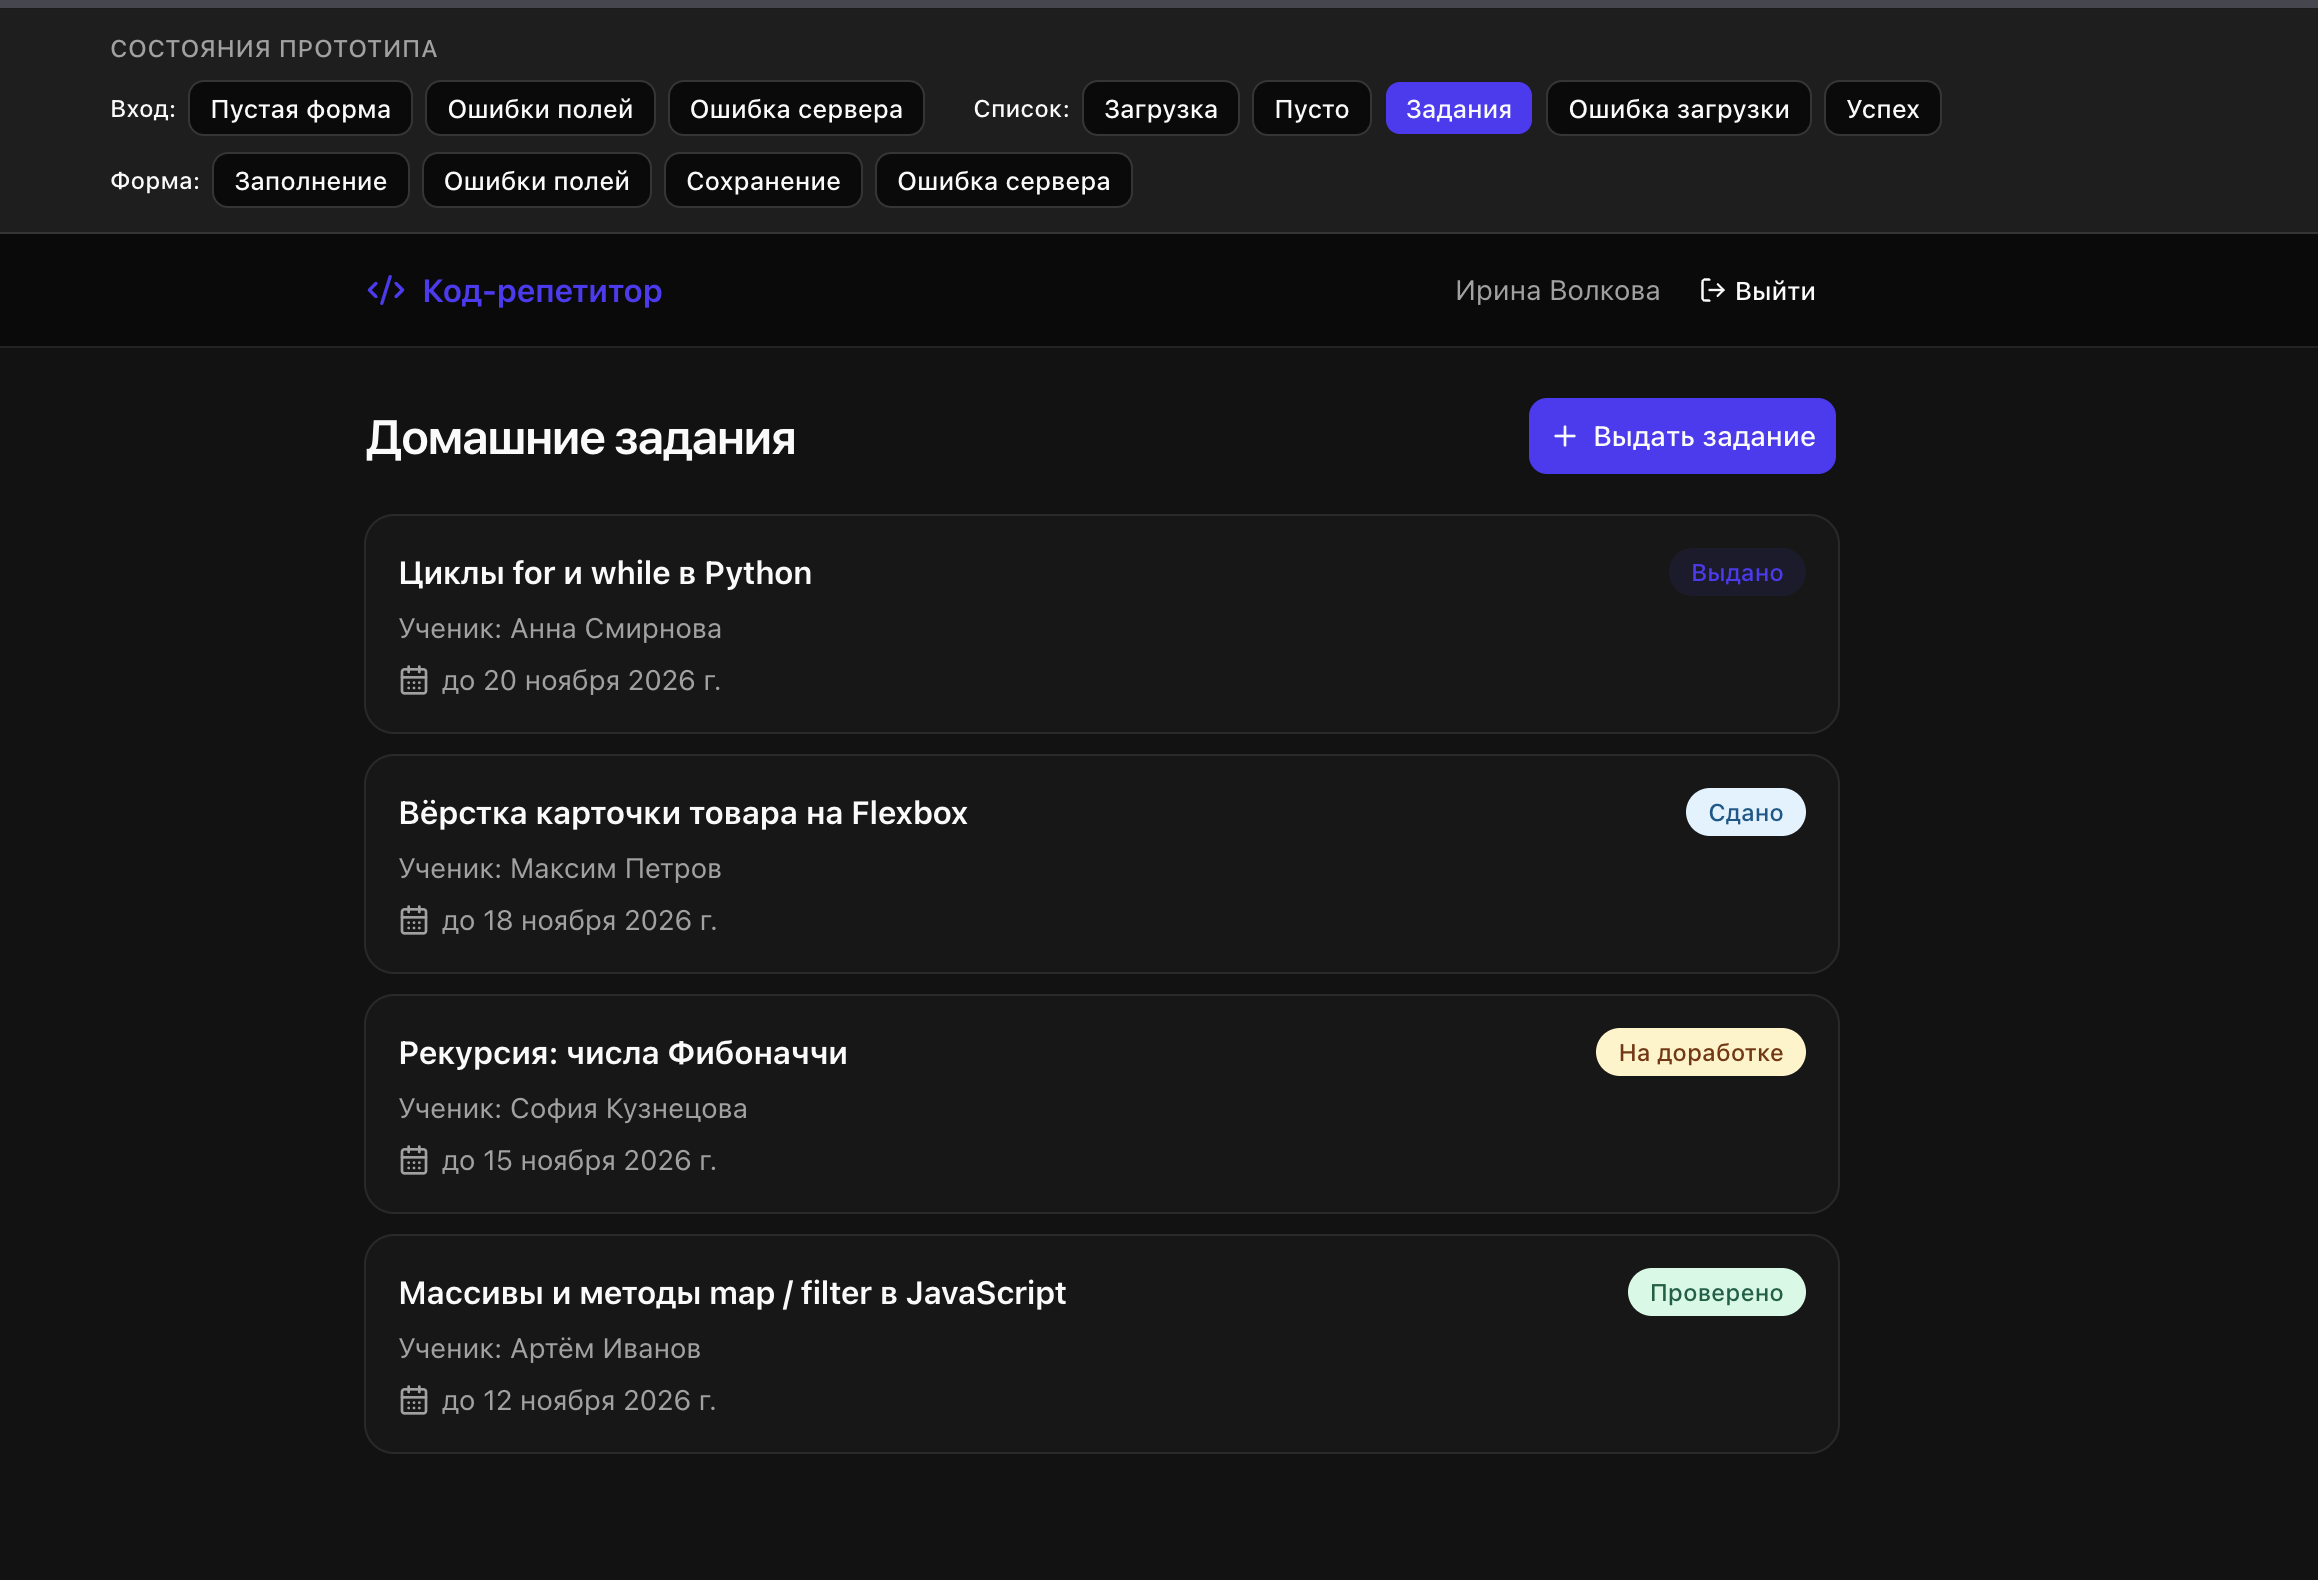 СОСТОЯНИЯ ПРОТОТИПА
Вход: Пустая форма Ошибки полей Ошибка сервера Список: Загрузка Пусто Задания Ошибка загрузки Успех
Форма: Заполнение Ошибки полей Сохранение Ошибка сервера
</> Код-репетитор Ирина Волкова Выйти
Домашние задания + Выдать задание
Циклы for и while в Python Выдано
Ученик: Анна Смирнова
до 20 ноября 2026 г.
Вёрстка карточки товара на Flexbox Сдано
Ученик: Максим Петров
до 18 ноября 2026 г.
Рекурсия: числа Фибоначчи На доработке
Ученик: София Кузнецова
до 15 ноября 2026 г.
Массивы и методы map / filter в JavaScript Проверено
Ученик: Артём Иванов
до 12 ноября 2026 г.